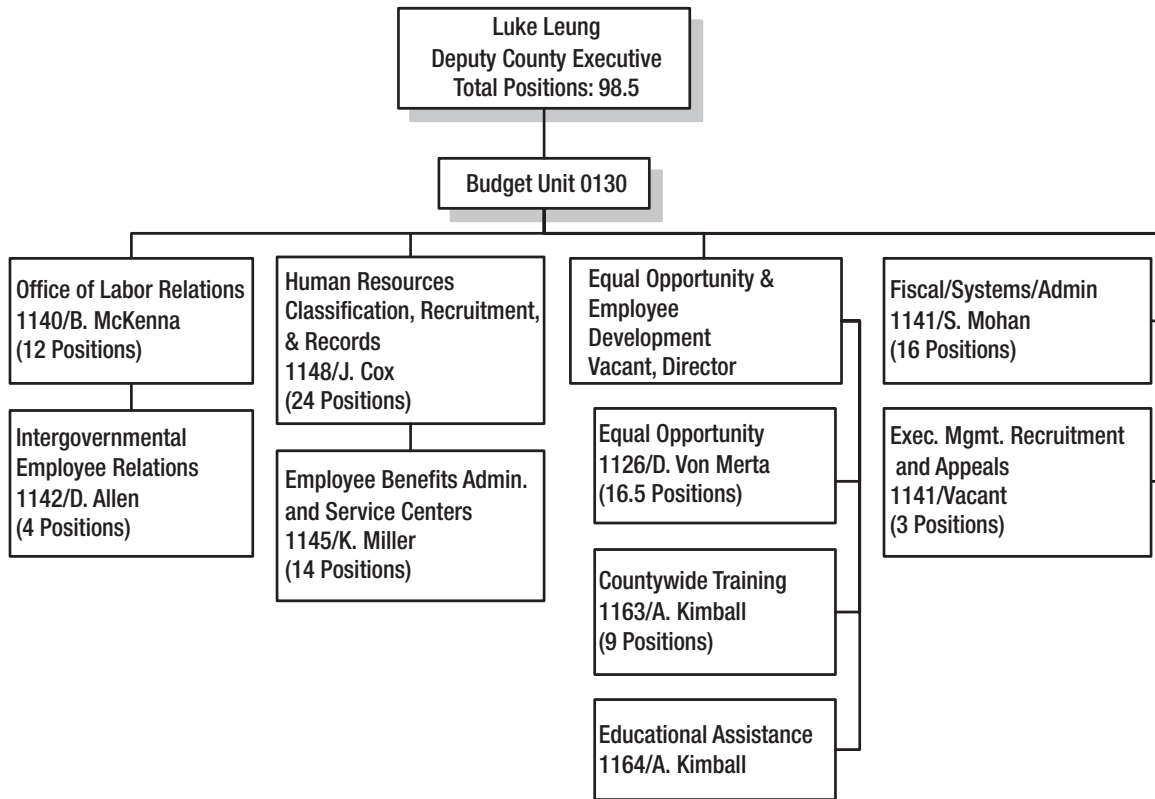 Luke Leung
Deputy County Executive
Total Positions: 98.5
Budget Unit 0130
Office of Labor Relations
1140/B. McKenna
(12 Positions)
Intergovernmental
Employee Relations
1142/D. Allen
(4 Positions)
Human Resources
Classification, Recruitment,
& Records
1148/J. Cox
(24 Positions)
Employee Benefits Admin.
and Service Centers
1145/K. Miller
(14 Positions)
Equal Opportunity &
Employee
Development
Vacant, Director
Equal Opportunity
1126/D. Von Merta
(16.5 Positions)
Countywide Training
1163/A. Kimball
(9 Positions)
Educational Assistance
1164/A. Kimball
Fiscal/Systems/Admin
1141/S. Mohan
(16 Positions)
Exec. Mgmt. Recruitment
and Appeals
1141/Vacant
(3 Positions)